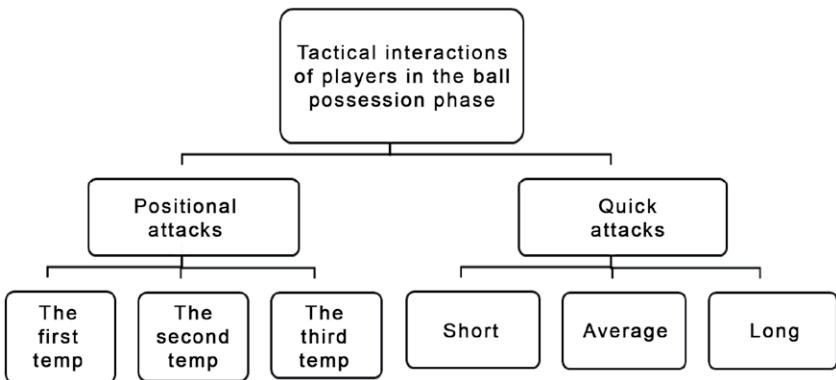 Tactical interactions
of players in the ball
possession phase
Positional
attacks
Quick
attacks
The
first
temp
The
second
temp
The
third
temp
Short
Average
Long